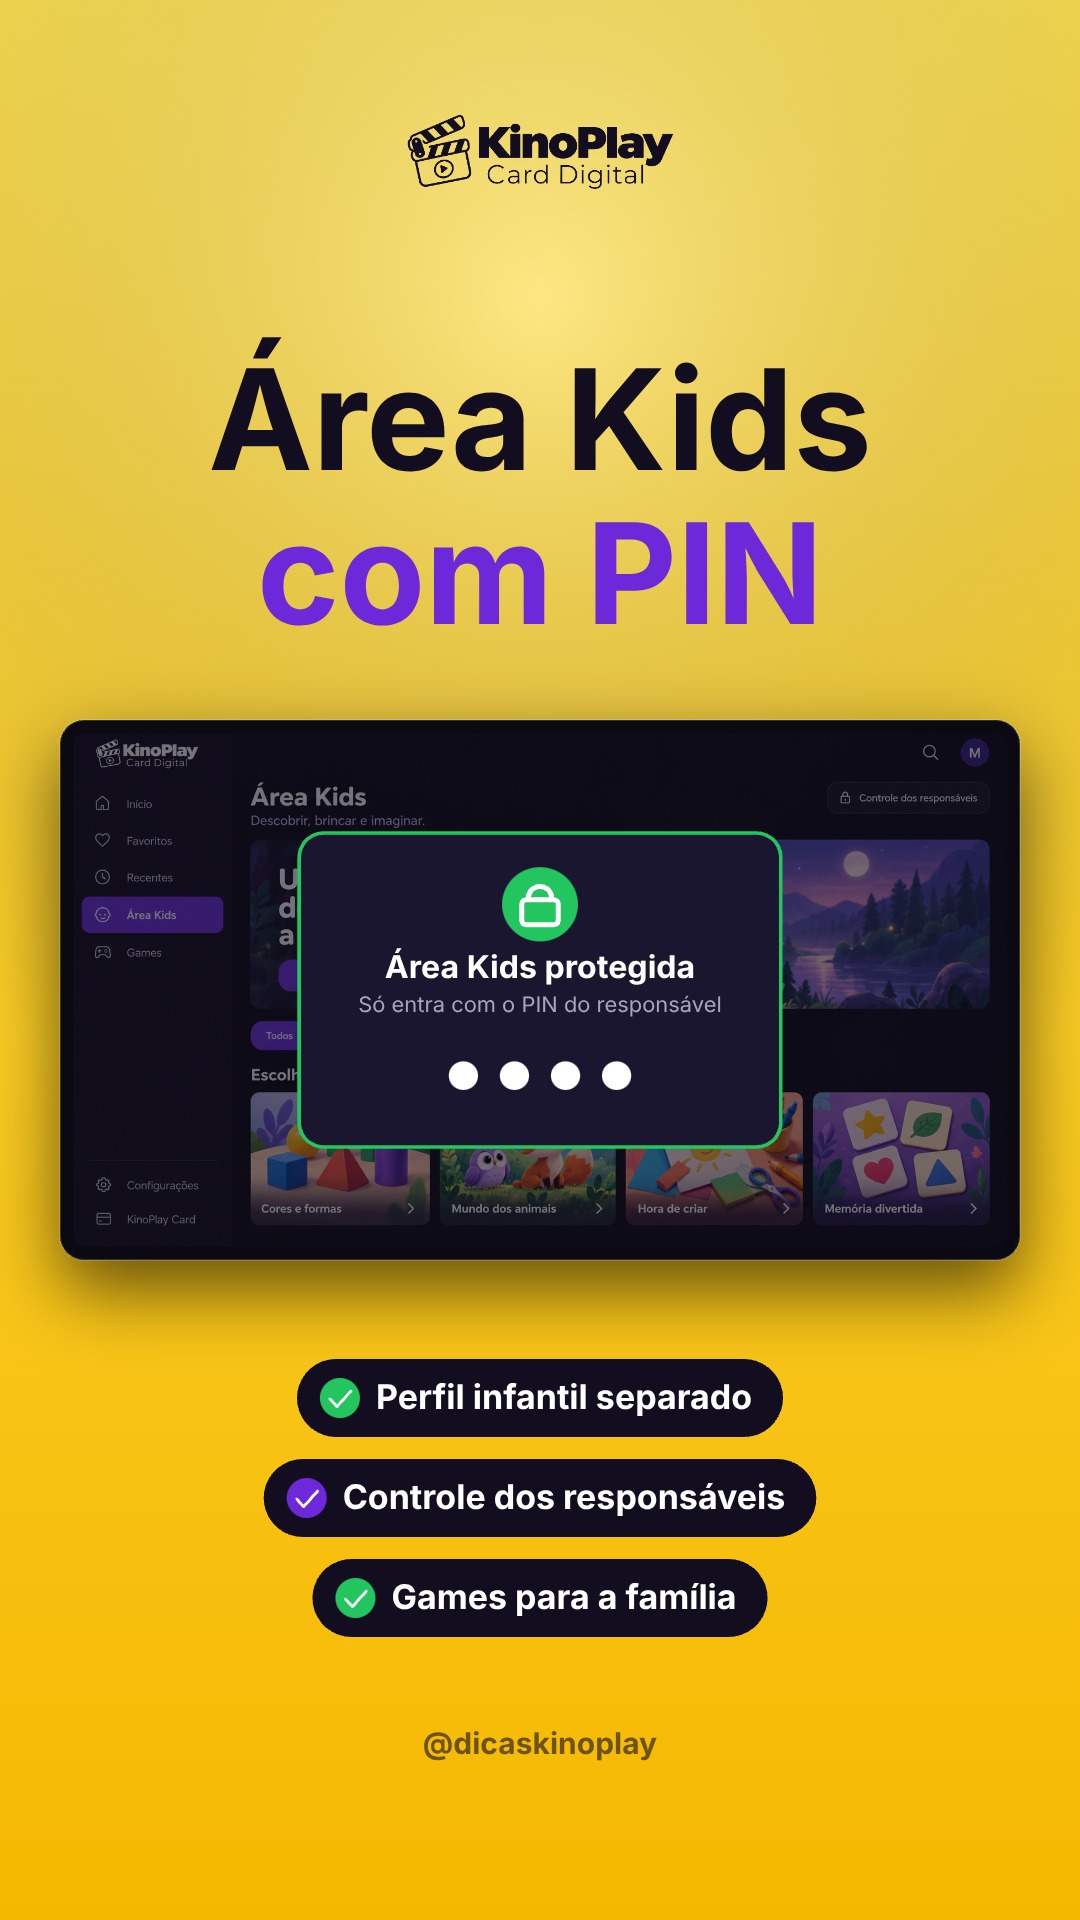 KinoPlay
Card Digital
Área Kids
com PIN
KinoPlay
Card Digital
M
Início
Favoritos
Recentes
Área Kids
Games
Configurações
KinoPlay Card
Área Kids
Descobrir, brincar e imaginar.
Controle dos responsáveis
U
d
a
Todos
Área Kids protegida
Só entra com o PIN do responsável
Escolh
Cores e formas
Mundo dos animais
Hora de criar
Memória divertida
Perfil infantil separado
Controle dos responsáveis
Games para a família
@dicaskinoplay